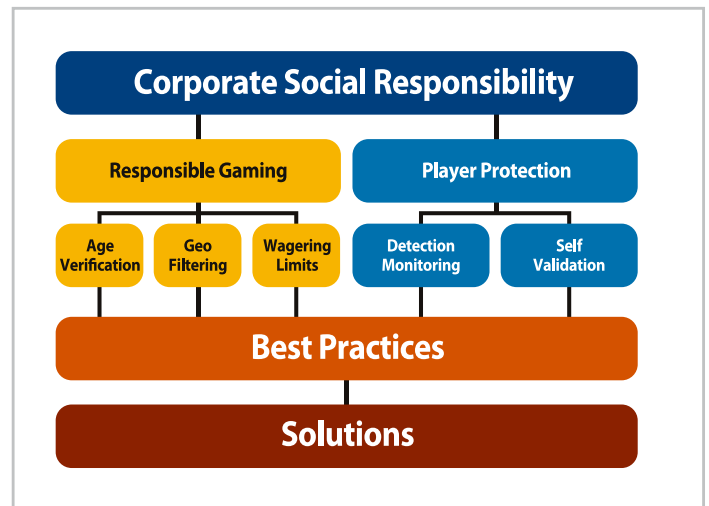 Corporate Social Responsibility
Responsible Gaming
Player Protection
Age
Verification
Geo
Filtering
Wagering
Limits
Detection
Monitoring
Self
Validation
Best Practices
Solutions